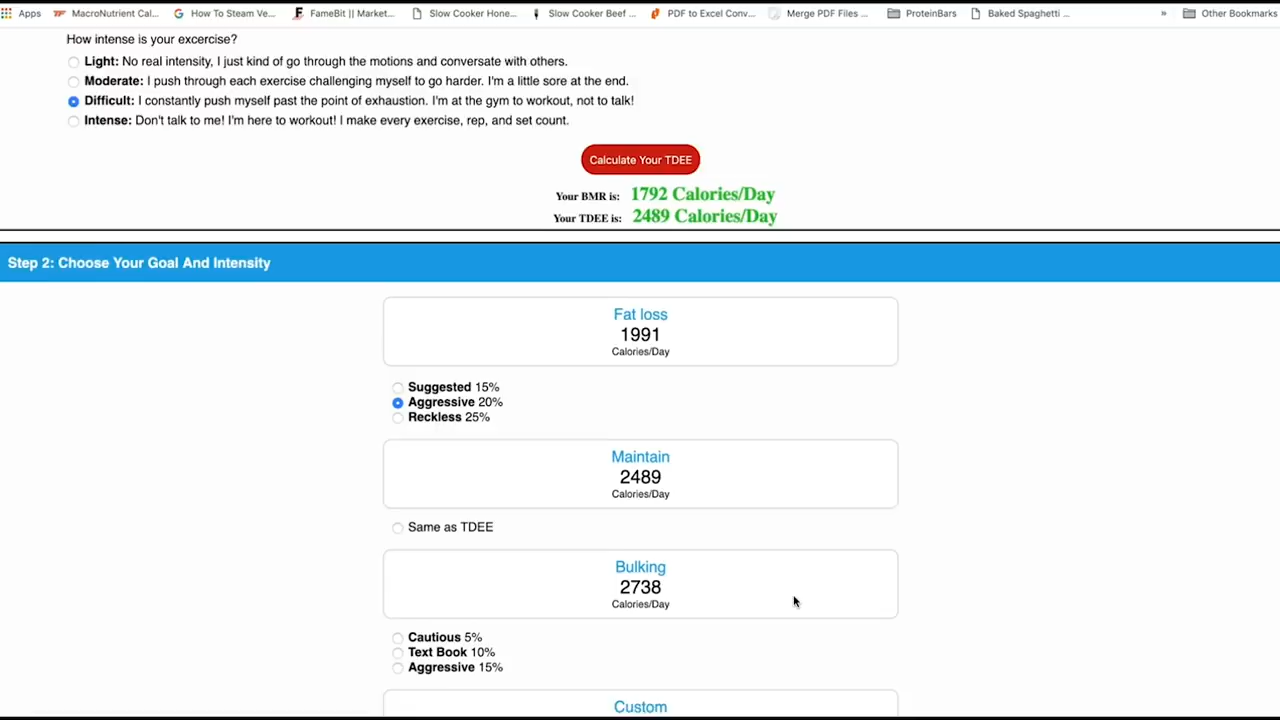 Apps MacroNutrient Cal... How To Steam Ve... FameBit || Market... Slow Cooker Hone... Slow Cooker Beef ... PDF to Excel Conv... Merge PDF Files ... ProteinBars Baked Spaghetti ... » Other Bookmarks
How intense is your excercise?
Light: No real intensity, I just kind of go through the motions and conversate with others.
Moderate: I push through each exercise challenging myself to go harder. I'm a little sore at the end.
Difficult: I constantly push myself past the point of exhaustion. I'm at the gym to workout, not to talk!
Intense: Don't talk to me! I'm here to workout! I make every exercise, rep, and set count.
Calculate Your TDEE
Your BMR is: 1792 Calories/Day
Your TDEE is: 2489 Calories/Day
Step 2: Choose Your Goal And Intensity
Fat loss
1991
Calories/Day
Suggested 15%
Aggressive 20%
Reckless 25%
Maintain
2489
Calories/Day
Same as TDEE
Bulking
2738
Calories/Day
Cautious 5%
Text Book 10%
Aggressive 15%
Custom